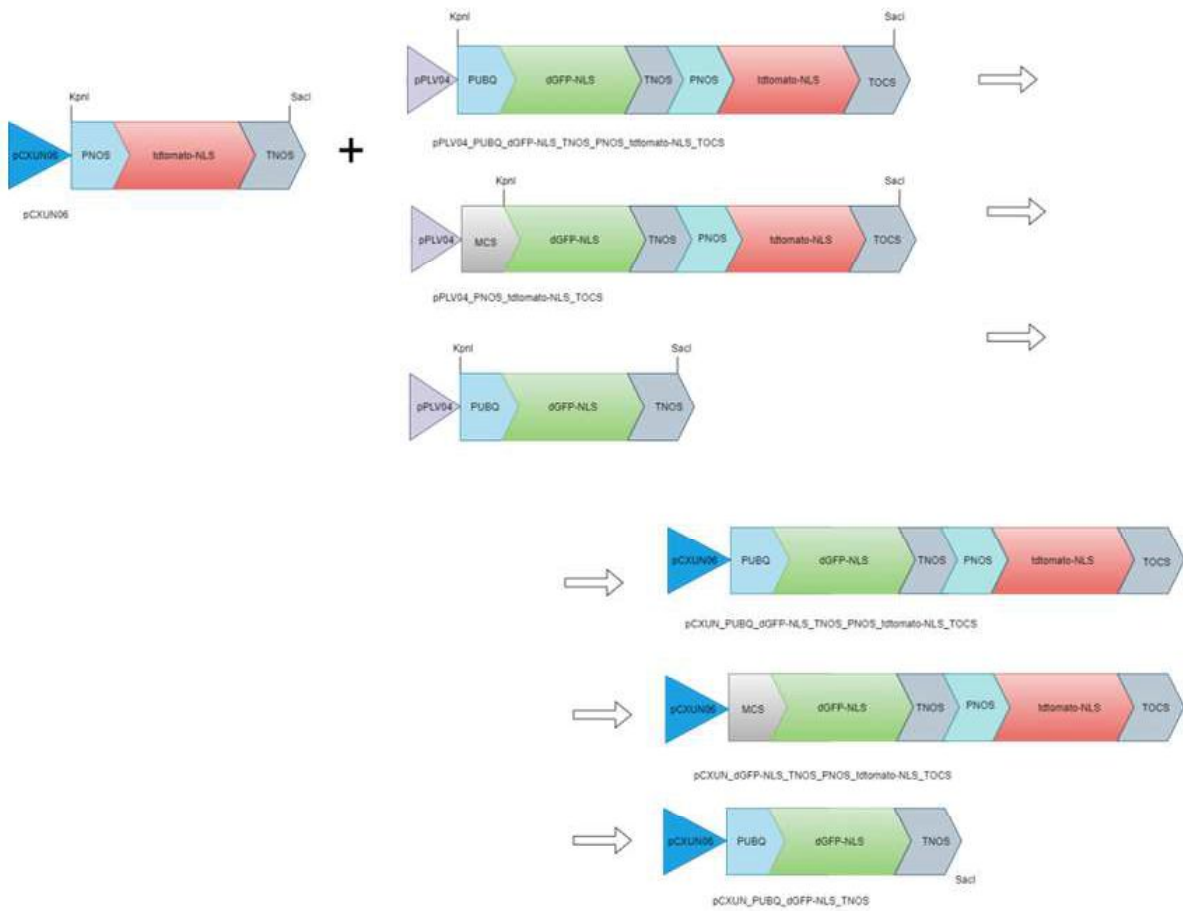 KpnI
SacI
pCXUN06
PNOS
tdtomato-NLS
TNOS
pCXUN06
KpnI
SacI
pPLV04
PUBQ
dGFP-NLS
TNOS
PNOS
tdtomato-NLS
TOCS
pPLV04_PUBQ_dGFP-NLS_TNOS_PNOS_tdtomato-NLS_TOCS
KpnI
SacI
pPLV04
MCS
dGFP-NLS
TNOS
PNOS
tdtomato-NLS
TOCS
pPLV04_PNOS_tdtomato-NLS_TOCS
KpnI
SacI
pPLV04
PUBQ
dGFP-NLS
TNOS
pCXUN06
PUBQ
dGFP-NLS
TNOS
PNOS
tdtomato-NLS
TOCS
pCXUN_PUBQ_dGFP-NLS_TNOS_PNOS_tdtomato-NLS_TOCS
pCXUN06
MCS
dGFP-NLS
TNOS
PNOS
tdtomato-NLS
TOCS
pCXUN_dGFP-NLS_TNOS_PNOS_tdtomato-NLS_TOCS
pCXUN06
PUBQ
dGFP-NLS
TNOS
SacI
pCXUN_PUBQ_dGFP-NLS_TNOS